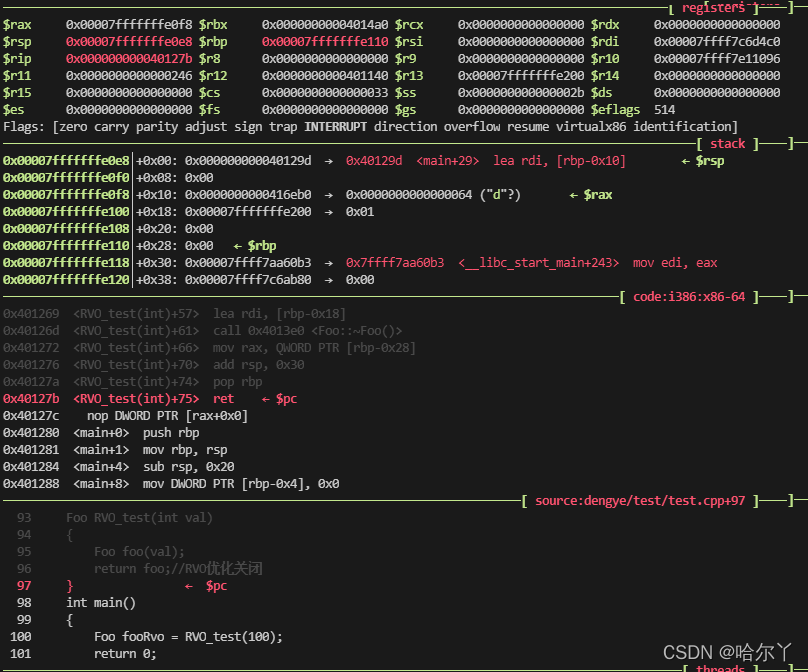 [ registers ]
$rax 0x00007fffffffe0f8 $rbx 0x00000000004014a0 $rcx 0x0000000000000000 $rdx 0x0000000000000000
$rsp 0x00007fffffffe0e8 $rbp 0x00007fffffffe110 $rsi 0x0000000000000000 $rdi 0x00007ffff7c6d4c0
$rip 0x000000000040127b $r8 0x0000000000000000 $r9 0x0000000000000000 $r10 0x00007ffff7e11096
$r11 0x0000000000000246 $r12 0x0000000000401140 $r13 0x00007fffffffe200 $r14 0x0000000000000000
$r15 0x0000000000000000 $cs 0x0000000000000033 $ss 0x000000000000002b $ds 0x0000000000000000
$es 0x0000000000000000 $fs 0x0000000000000000 $gs 0x0000000000000000 $eflags 514
Flags: [zero carry parity adjust sign trap INTERRUPT direction overflow resume virtualx86 identification]
[ stack ]
0x00007fffffffe0e8│+0x00: 0x000000000040129d → 0x40129d <main+29> lea rdi, [rbp-0x10] ← $rsp
0x00007fffffffe0f0│+0x08: 0x00
0x00007fffffffe0f8│+0x10: 0x0000000000416eb0 → 0x0000000000000064 ("d"?) ← $rax
0x00007fffffffe100│+0x18: 0x00007fffffffe200 → 0x01
0x00007fffffffe108│+0x20: 0x00
0x00007fffffffe110│+0x28: 0x00 ← $rbp
0x00007fffffffe118│+0x30: 0x00007ffff7aa60b3 → 0x7ffff7aa60b3 <__libc_start_main+243> mov edi, eax
0x00007fffffffe120│+0x38: 0x00007ffff7c6ab80 → 0x00
[ code:i386:x86-64 ]
0x401269 <RVO_test(int)+57> lea rdi, [rbp-0x18]
0x40126d <RVO_test(int)+61> call 0x4013e0 <Foo::~Foo()>
0x401272 <RVO_test(int)+66> mov rax, QWORD PTR [rbp-0x28]
0x401276 <RVO_test(int)+70> add rsp, 0x30
0x40127a <RVO_test(int)+74> pop rbp
0x40127b <RVO_test(int)+75> ret ← $pc
0x40127c nop DWORD PTR [rax+0x0]
0x401280 <main+0> push rbp
0x401281 <main+1> mov rbp, rsp
0x401284 <main+4> sub rsp, 0x20
0x401288 <main+8> mov DWORD PTR [rbp-0x4], 0x0
[ source:dengye/test/test.cpp+97 ]
93 Foo RVO_test(int val)
94 {
95 Foo foo(val);
96 return foo;//RVO优化关闭
97 } ← $pc
98 int main()
99 {
100 Foo fooRvo = RVO_test(100);
101 return 0;
CSDN @哈尔丫
[ threads ]